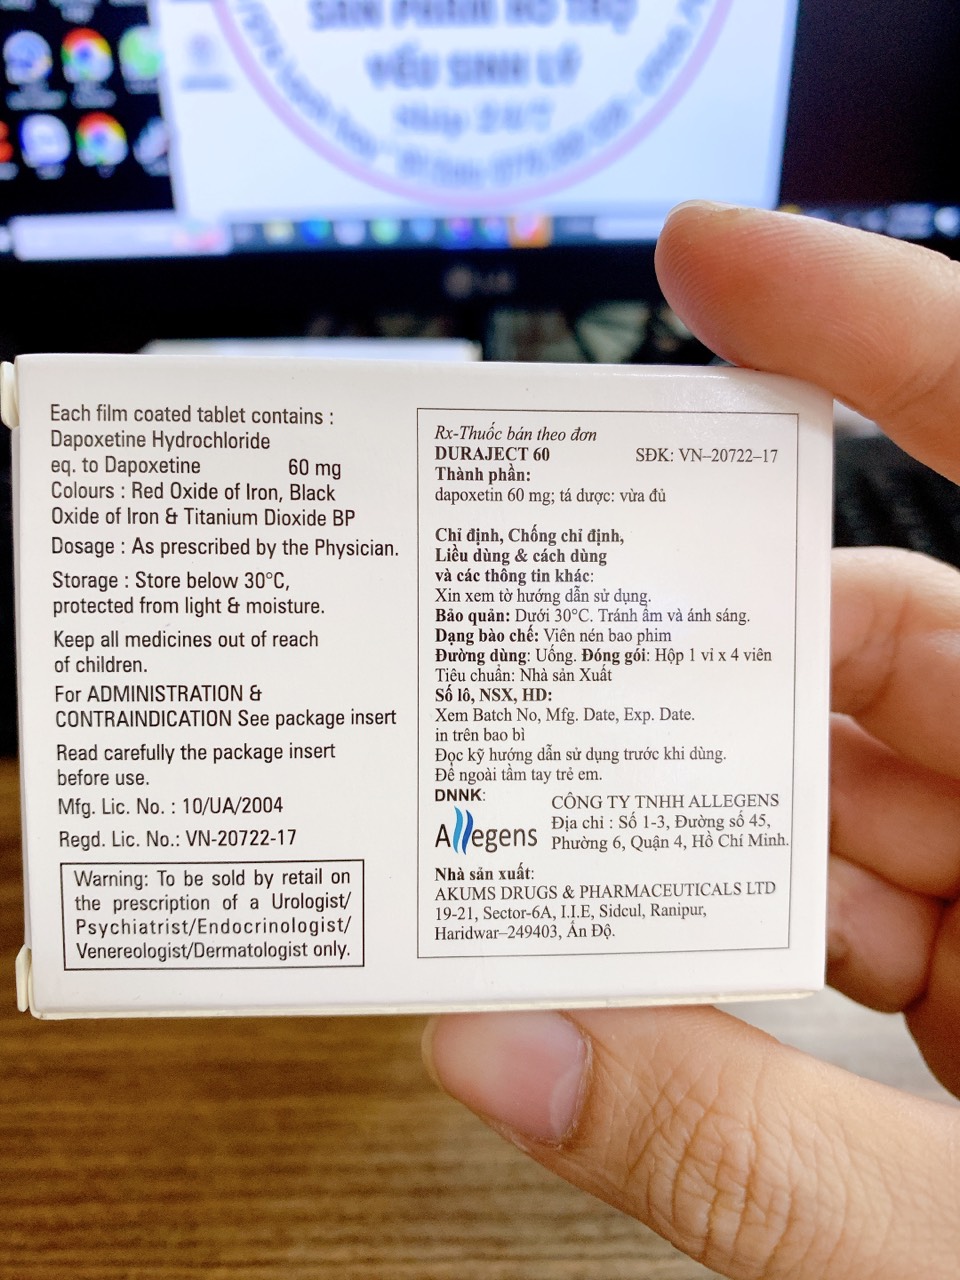 SẢN PHẨM HỖ TRỢ
YẾU SINH LÝ
LG
Each film coated tablet contains :
Dapoxetine Hydrochloride
eq. to Dapoxetine 60 mg
Colours : Red Oxide of Iron, Black
Oxide of Iron & Titanium Dioxide BP
Dosage : As prescribed by the Physician.
Storage : Store below 30°C,
protected from light & moisture.
Keep all medicines out of reach
of children.
For ADMINISTRATION &
CONTRAINDICATION See package insert
Read carefully the package insert
before use.
Mfg. Lic. No. : 10/UA/2004
Regd. Lic. No.: VN-20722-17
Warning: To be sold by retail on
the prescription of a Urologist/
Psychiatrist/Endocrinologist/
Venereologist/Dermatologist only.
Rx-Thuốc bán theo đơn
DURAJECT 60 SĐK: VN–20722–17
Thành phần:
dapoxetin 60 mg; tá dược: vừa đủ
Chỉ định, Chống chỉ định,
Liều dùng & cách dùng
và các thông tin khác:
Xin xem tờ hướng dẫn sử dụng.
Bảo quản: Dưới 30°C. Tránh ẩm và ánh sáng.
Dạng bào chế: Viên nén bao phim
Đường dùng: Uống. Đóng gói: Hộp 1 vỉ x 4 viên
Tiêu chuẩn: Nhà sản Xuất
Số lô, NSX, HD:
Xem Batch No, Mfg. Date, Exp. Date.
in trên bao bì
Đọc kỹ hướng dẫn sử dụng trước khi dùng.
Để ngoài tầm tay trẻ em.
DNNK:
Allegens
CÔNG TY TNHH ALLEGENS
Địa chỉ : Số 1-3, Đường số 45,
Phường 6, Quận 4, Hồ Chí Minh.
Nhà sản xuất:
AKUMS DRUGS & PHARMACEUTICALS LTD
19-21, Sector-6A, I.I.E, Sidcul, Ranipur,
Haridwar–249403, Ấn Độ.